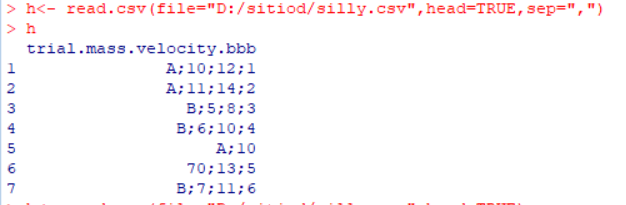 > h<- read.csv(file="D:/sitiod/silly.csv",head=TRUE,sep=",")
> h
trial.mass.velocity.bbb
1 A;10;12;1
2 A;11;14;2
3 B;5;8;3
4 B;6;10;4
5 A;10
6 70;13;5
7 B;7;11;6